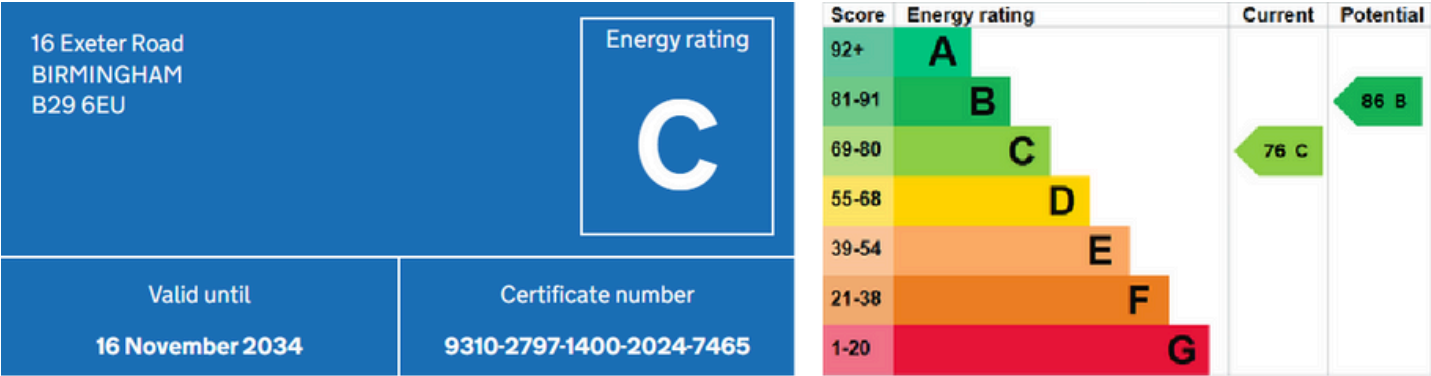 16 Exeter Road
BIRMINGHAM
B29 6EU
Energy rating
C
Valid until
16 November 2034
Certificate number
9310-2797-1400-2024-7465
Score Energy rating Current Potential
92+ A
81-91 B 86 B
69-80 C 76 C
55-68 D
39-54 E
21-38 F
1-20 G